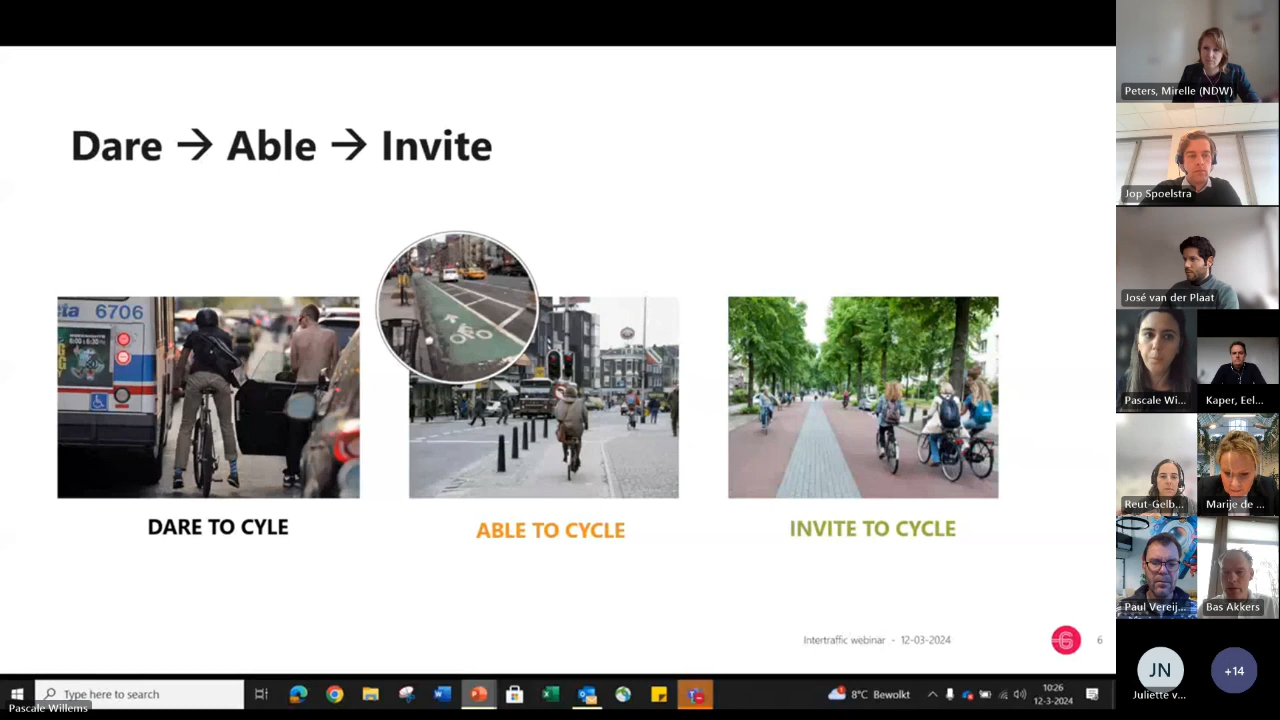 Dare → Able → Invite
6706
DARE TO CYLE
ABLE TO CYCLE
INVITE TO CYCLE
Intertraffic webinar - 12-03-2024
6
6
Type here to search
8°C Bewolkt
10:26
12-3-2024
Pascale Willems
Peters, Mirelle (NDW)
Jop Spoelstra
José van der Plaat
Pascale Wi...
Kaper, Eel...
Reut-Gelb...
Marije de ...
Paul Vereij...
Bas Akkers
JN
Juliette v...
+14